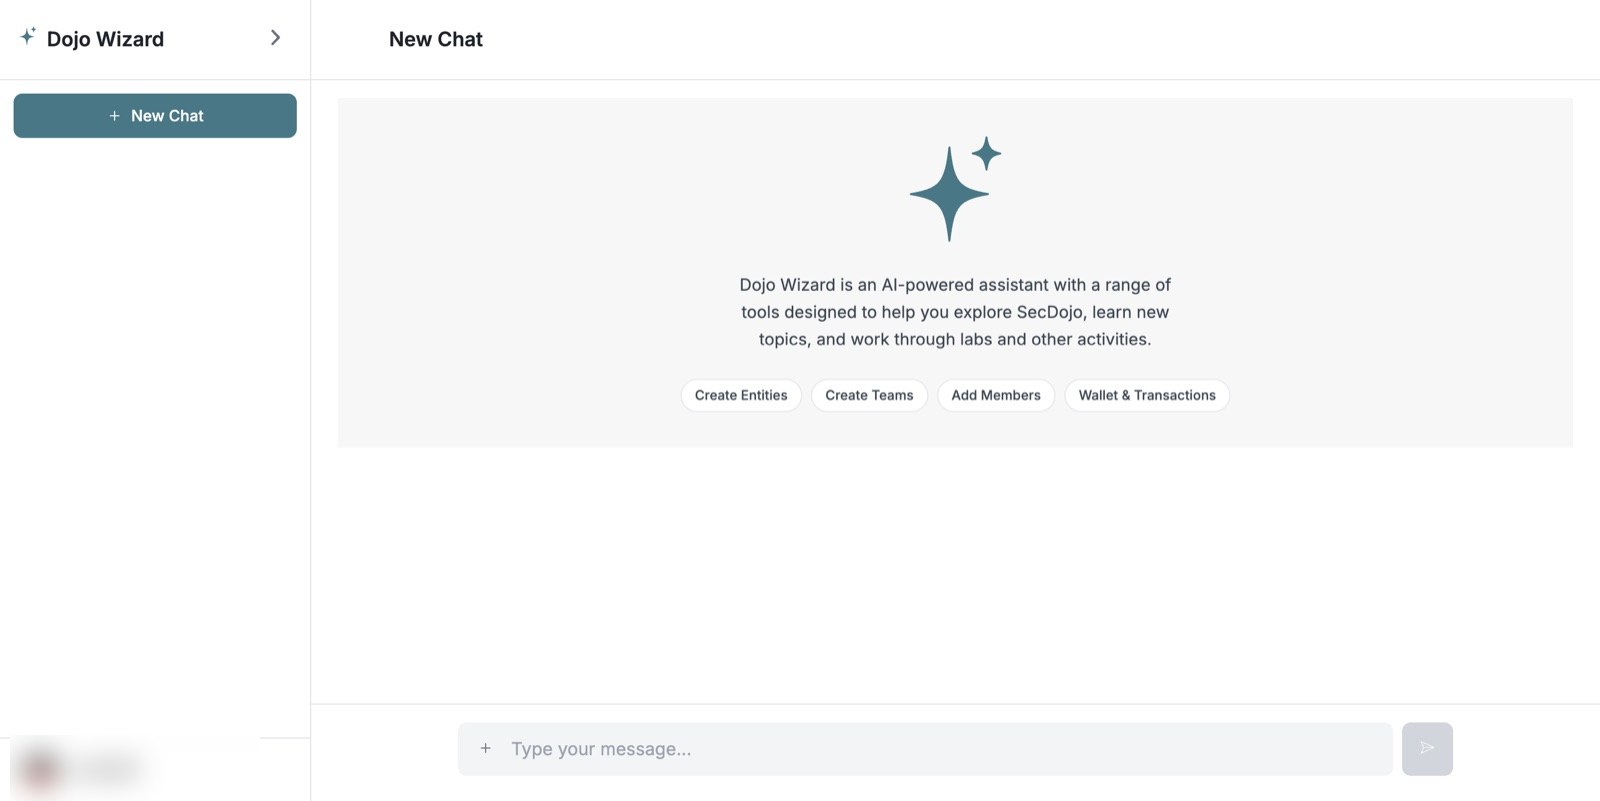 Dojo Wizard
New Chat
+ New Chat
Dojo Wizard is an AI-powered assistant with a range of
tools designed to help you explore SecDojo, learn new
topics, and work through labs and other activities.
Create Entities
Create Teams
Add Members
Wallet & Transactions
+ Type your message...